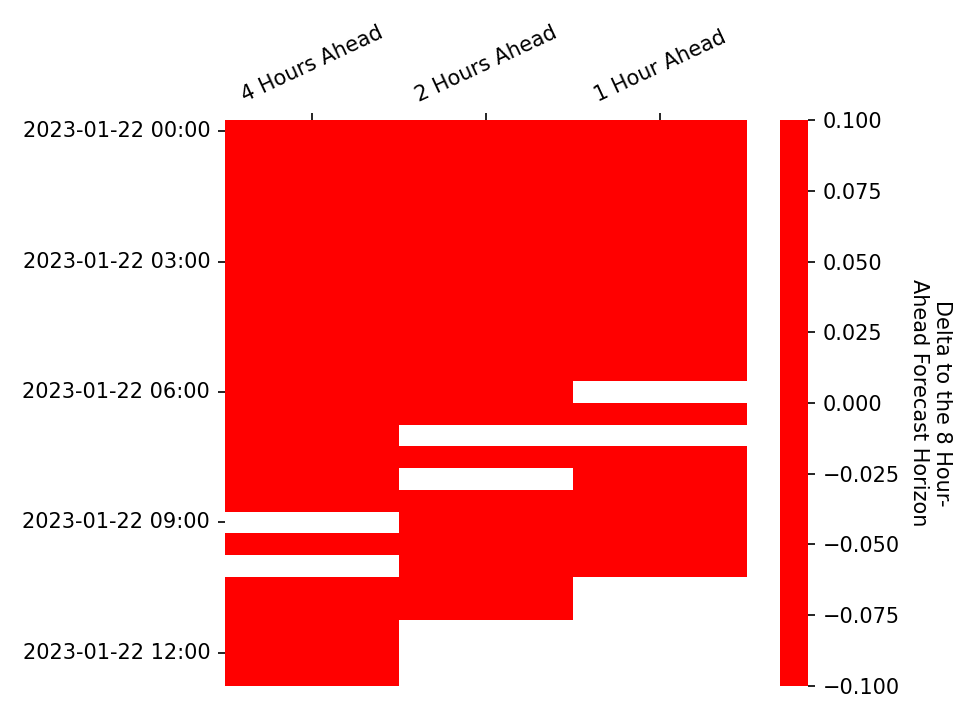 4 Hours Ahead
2 Hours Ahead
1 Hour Ahead
2023-01-22 00:00
2023-01-22 03:00
2023-01-22 06:00
2023-01-22 09:00
2023-01-22 12:00
0.100
0.075
0.050
0.025
0.000
−0.025
−0.050
−0.075
−0.100
Delta to the 8 Hour-
Ahead Forecast Horizon